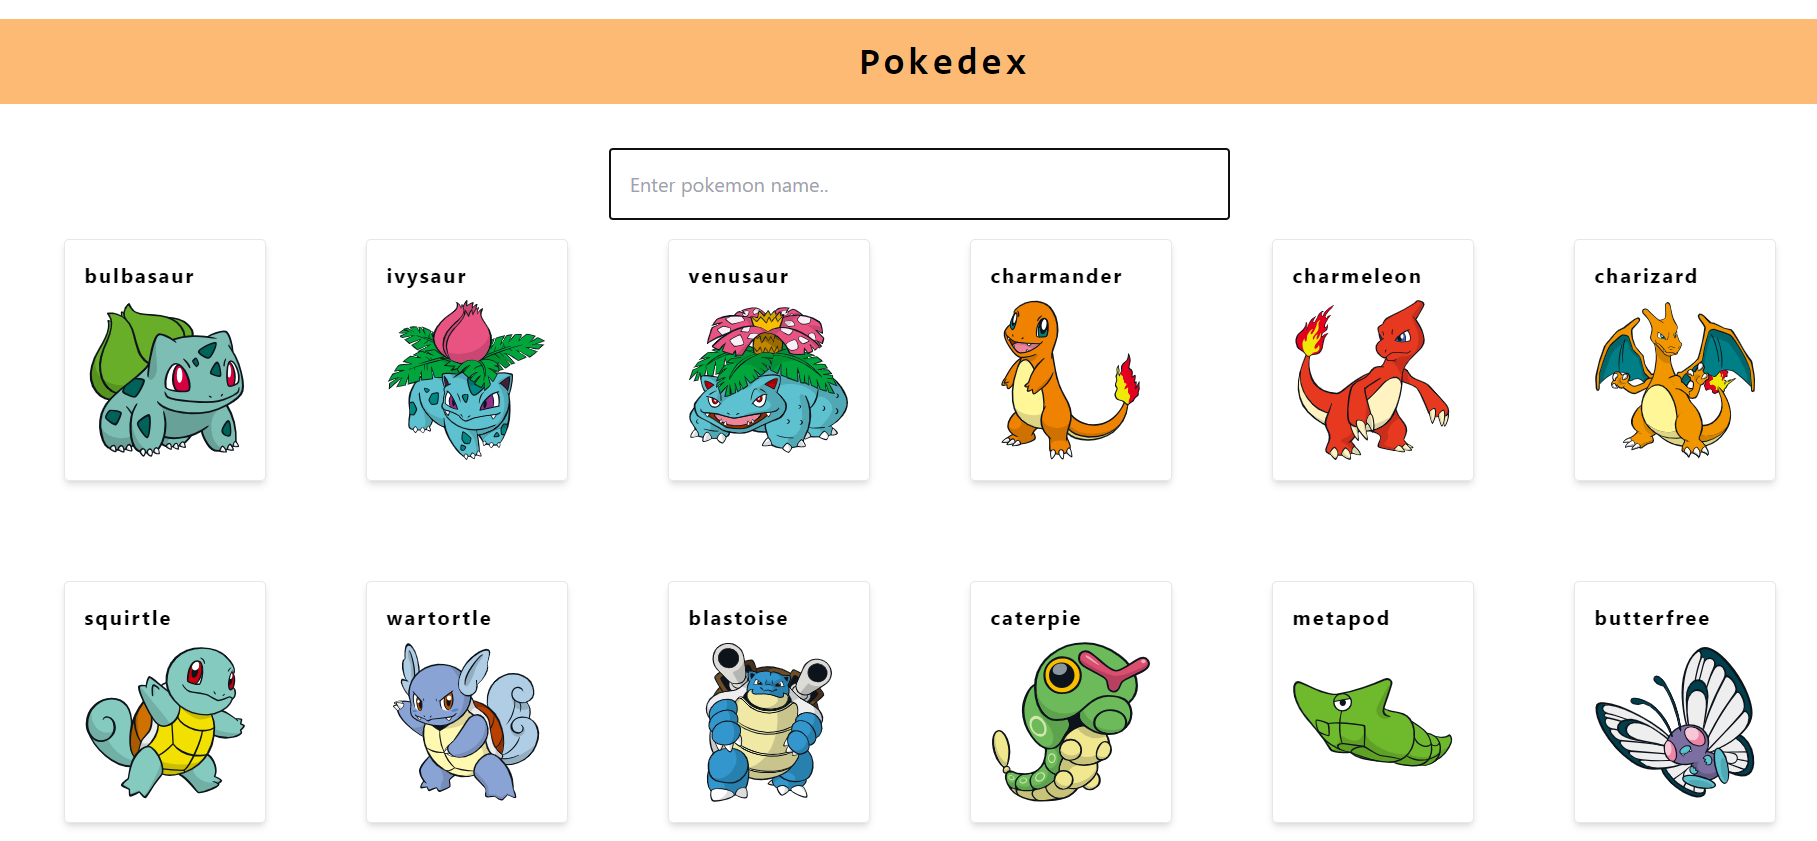 Pokedex
Enter pokemon name..
bulbasaur
ivysaur
venusaur
charmander
charmeleon
charizard
squirtle
wartortle
blastoise
caterpie
metapod
butterfree